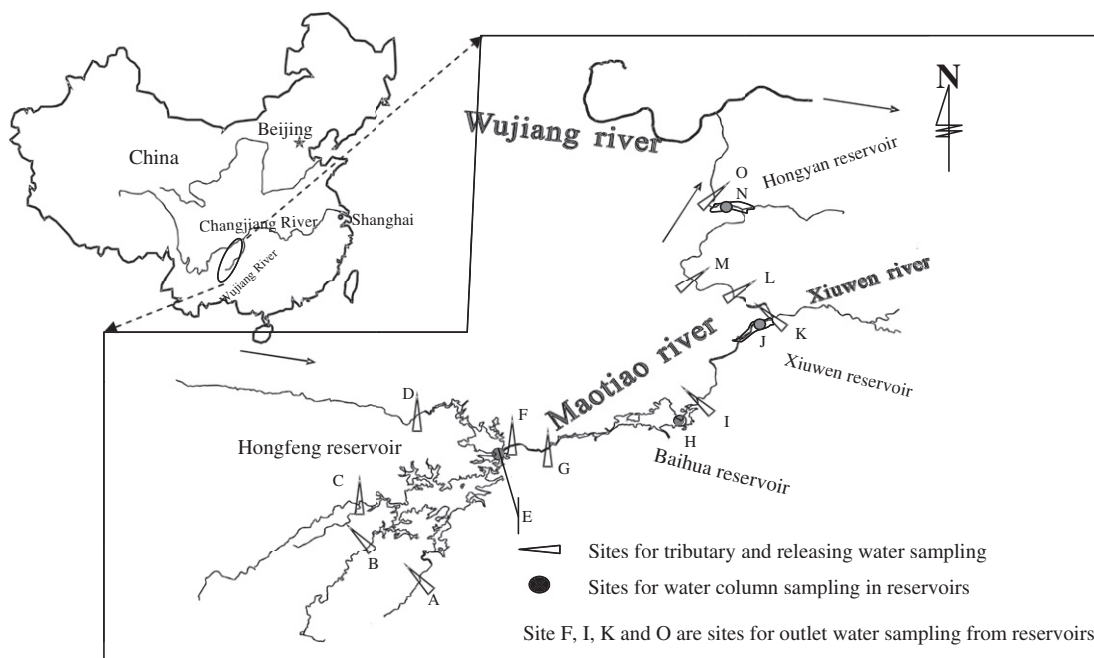 Beijing
China
Changjiang River
Shanghai
Wujiang River
N
Wujiang river
Hongyan reservoir
O
N
M
L
Xiuwen river
K
J
Xiuwen reservoir
Maotiao river
I
H
Baihua reservoir
D
F
Hongfeng reservoir
G
C
E
B
A
Sites for tributary and releasing water sampling
Sites for water column sampling in reservoirs
Site F, I, K and O are sites for outlet water sampling from reservoirs